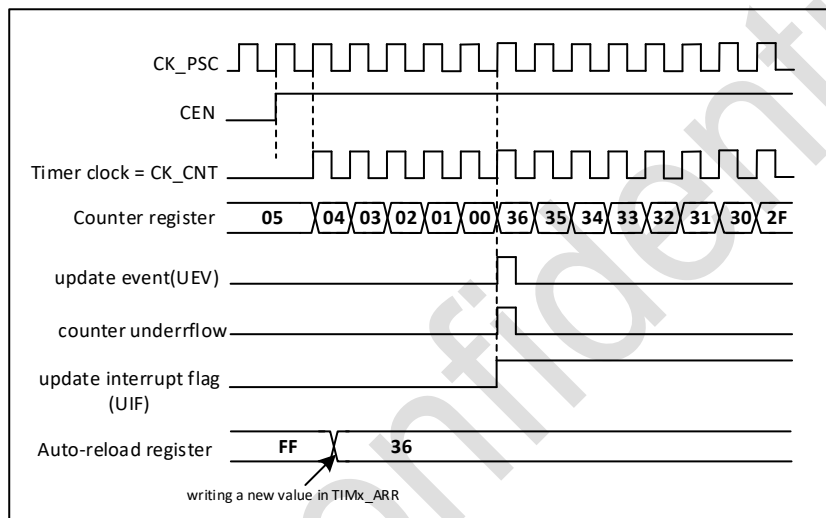 CK_PSC
CEN
Timer clock = CK_CNT
Counter register 05 04 03 02 01 00 36 35 34 33 32 31 30 2F
update event(UEV)
counter underrflow
update interrupt flag
(UIF)
Auto-reload register FF 36
writing a new value in TIMx_ARR
onfidenti